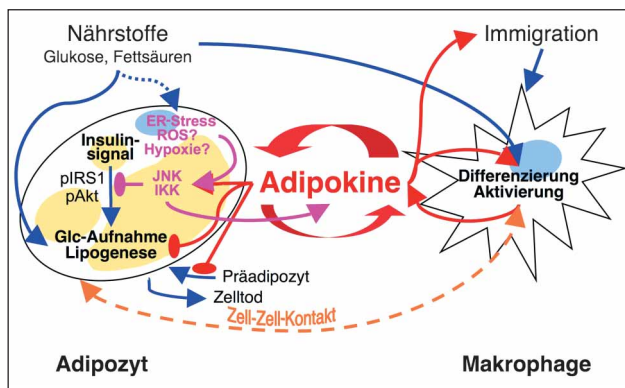 Nährstoffe
Glukose, Fettsäuren
Immigration
ER-Stress
ROS?
Hypoxie?
Insulin-
signal
pIRS1
pAkt
JNK
IKK
Adipokine
Differenzierung
Aktivierung
Glc-Aufnahme
Lipogenese
Präadipozyt
Zelltod
Zell-Zell-Kontakt
Adipozyt
Makrophage